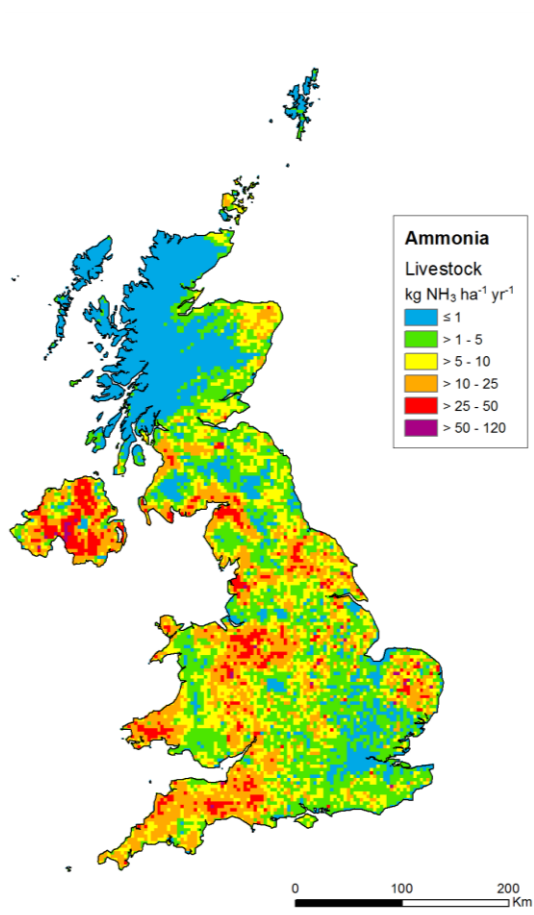 Ammonia
Livestock
kg NH₃ ha⁻¹ yr⁻¹
≤ 1
> 1 - 5
> 5 - 10
> 10 - 25
> 25 - 50
> 50 - 120
0 100 200
Km